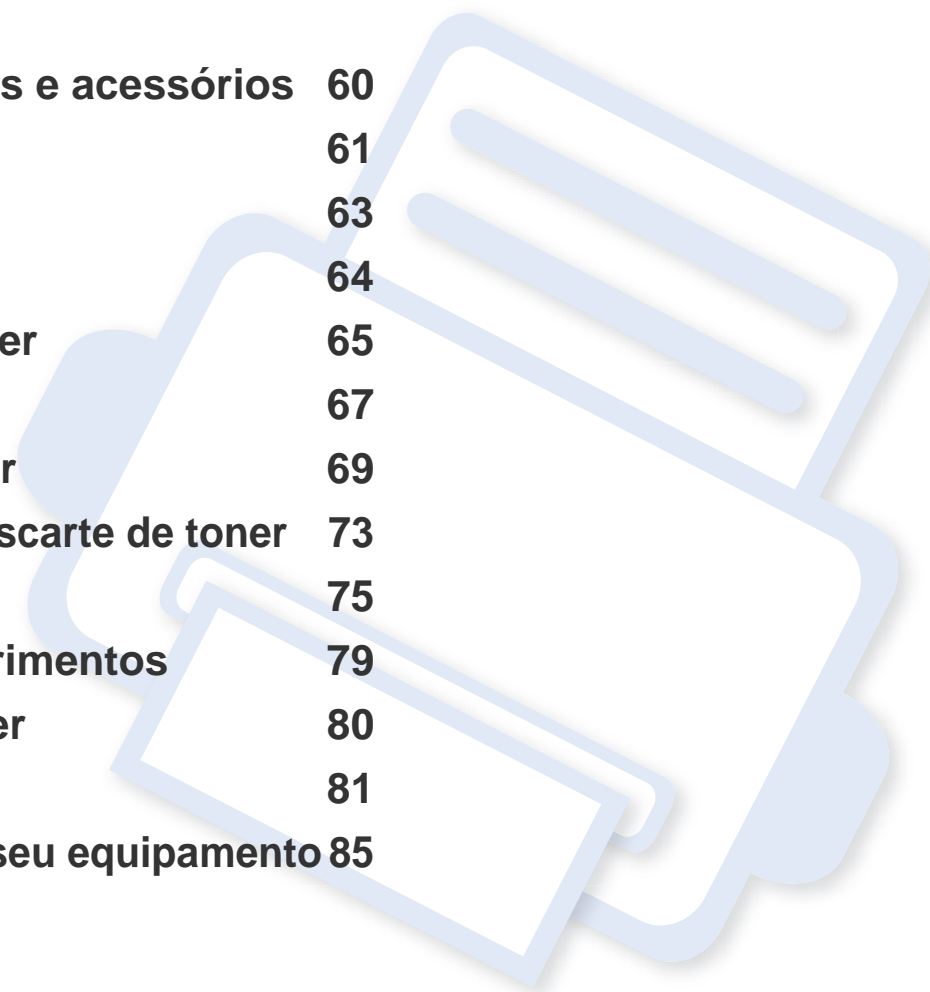 s e acessórios 60
61
63
64
er 65
67
r 69
scarte de toner 73
75
rimentos 79
er 80
81
seu equipamento 85